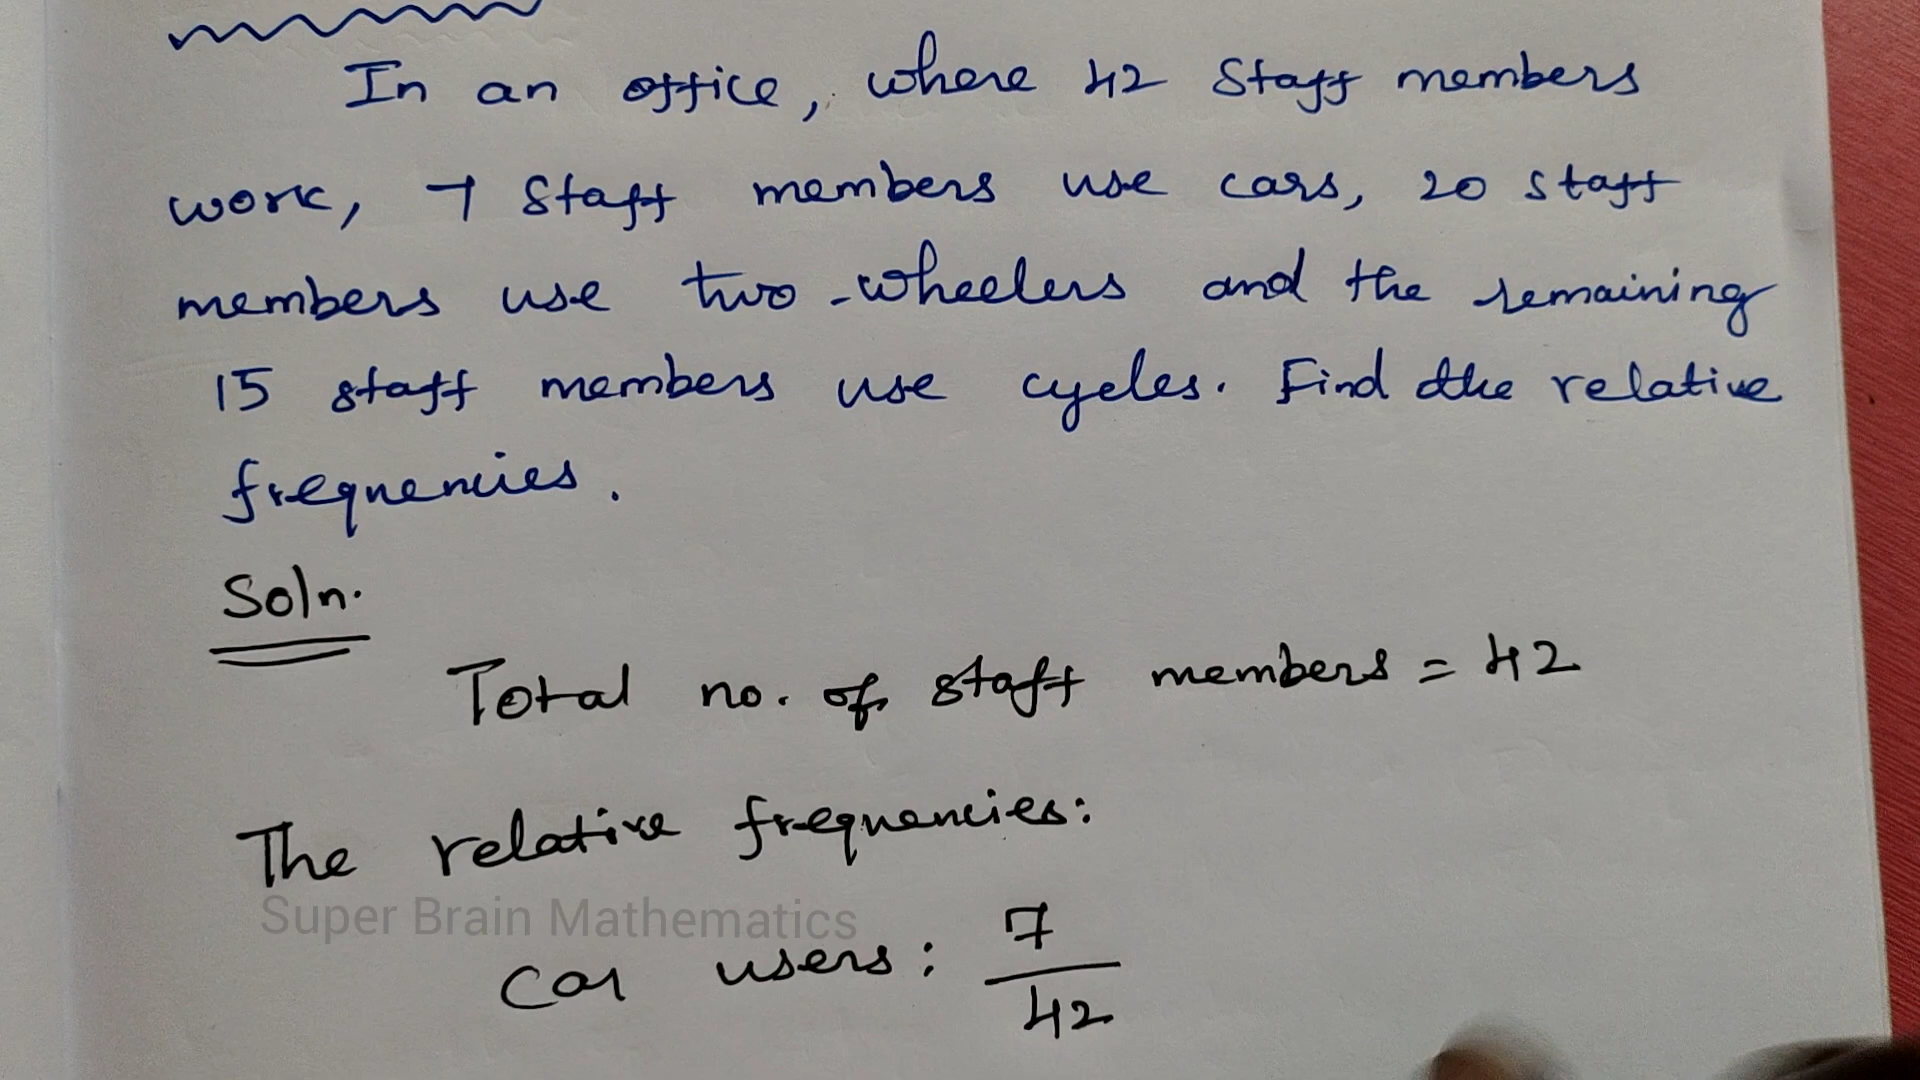 In an office, where 42 Staff members
work, 7 Staff members use cars, 20 staff
members use two-wheelers and the remaining
15 staff members use cycles. Find the relative
frequencies.
Soln.
Total no. of staff members = 42
The relative frequencies:
Super Brain Mathematics
Car users: 7/42